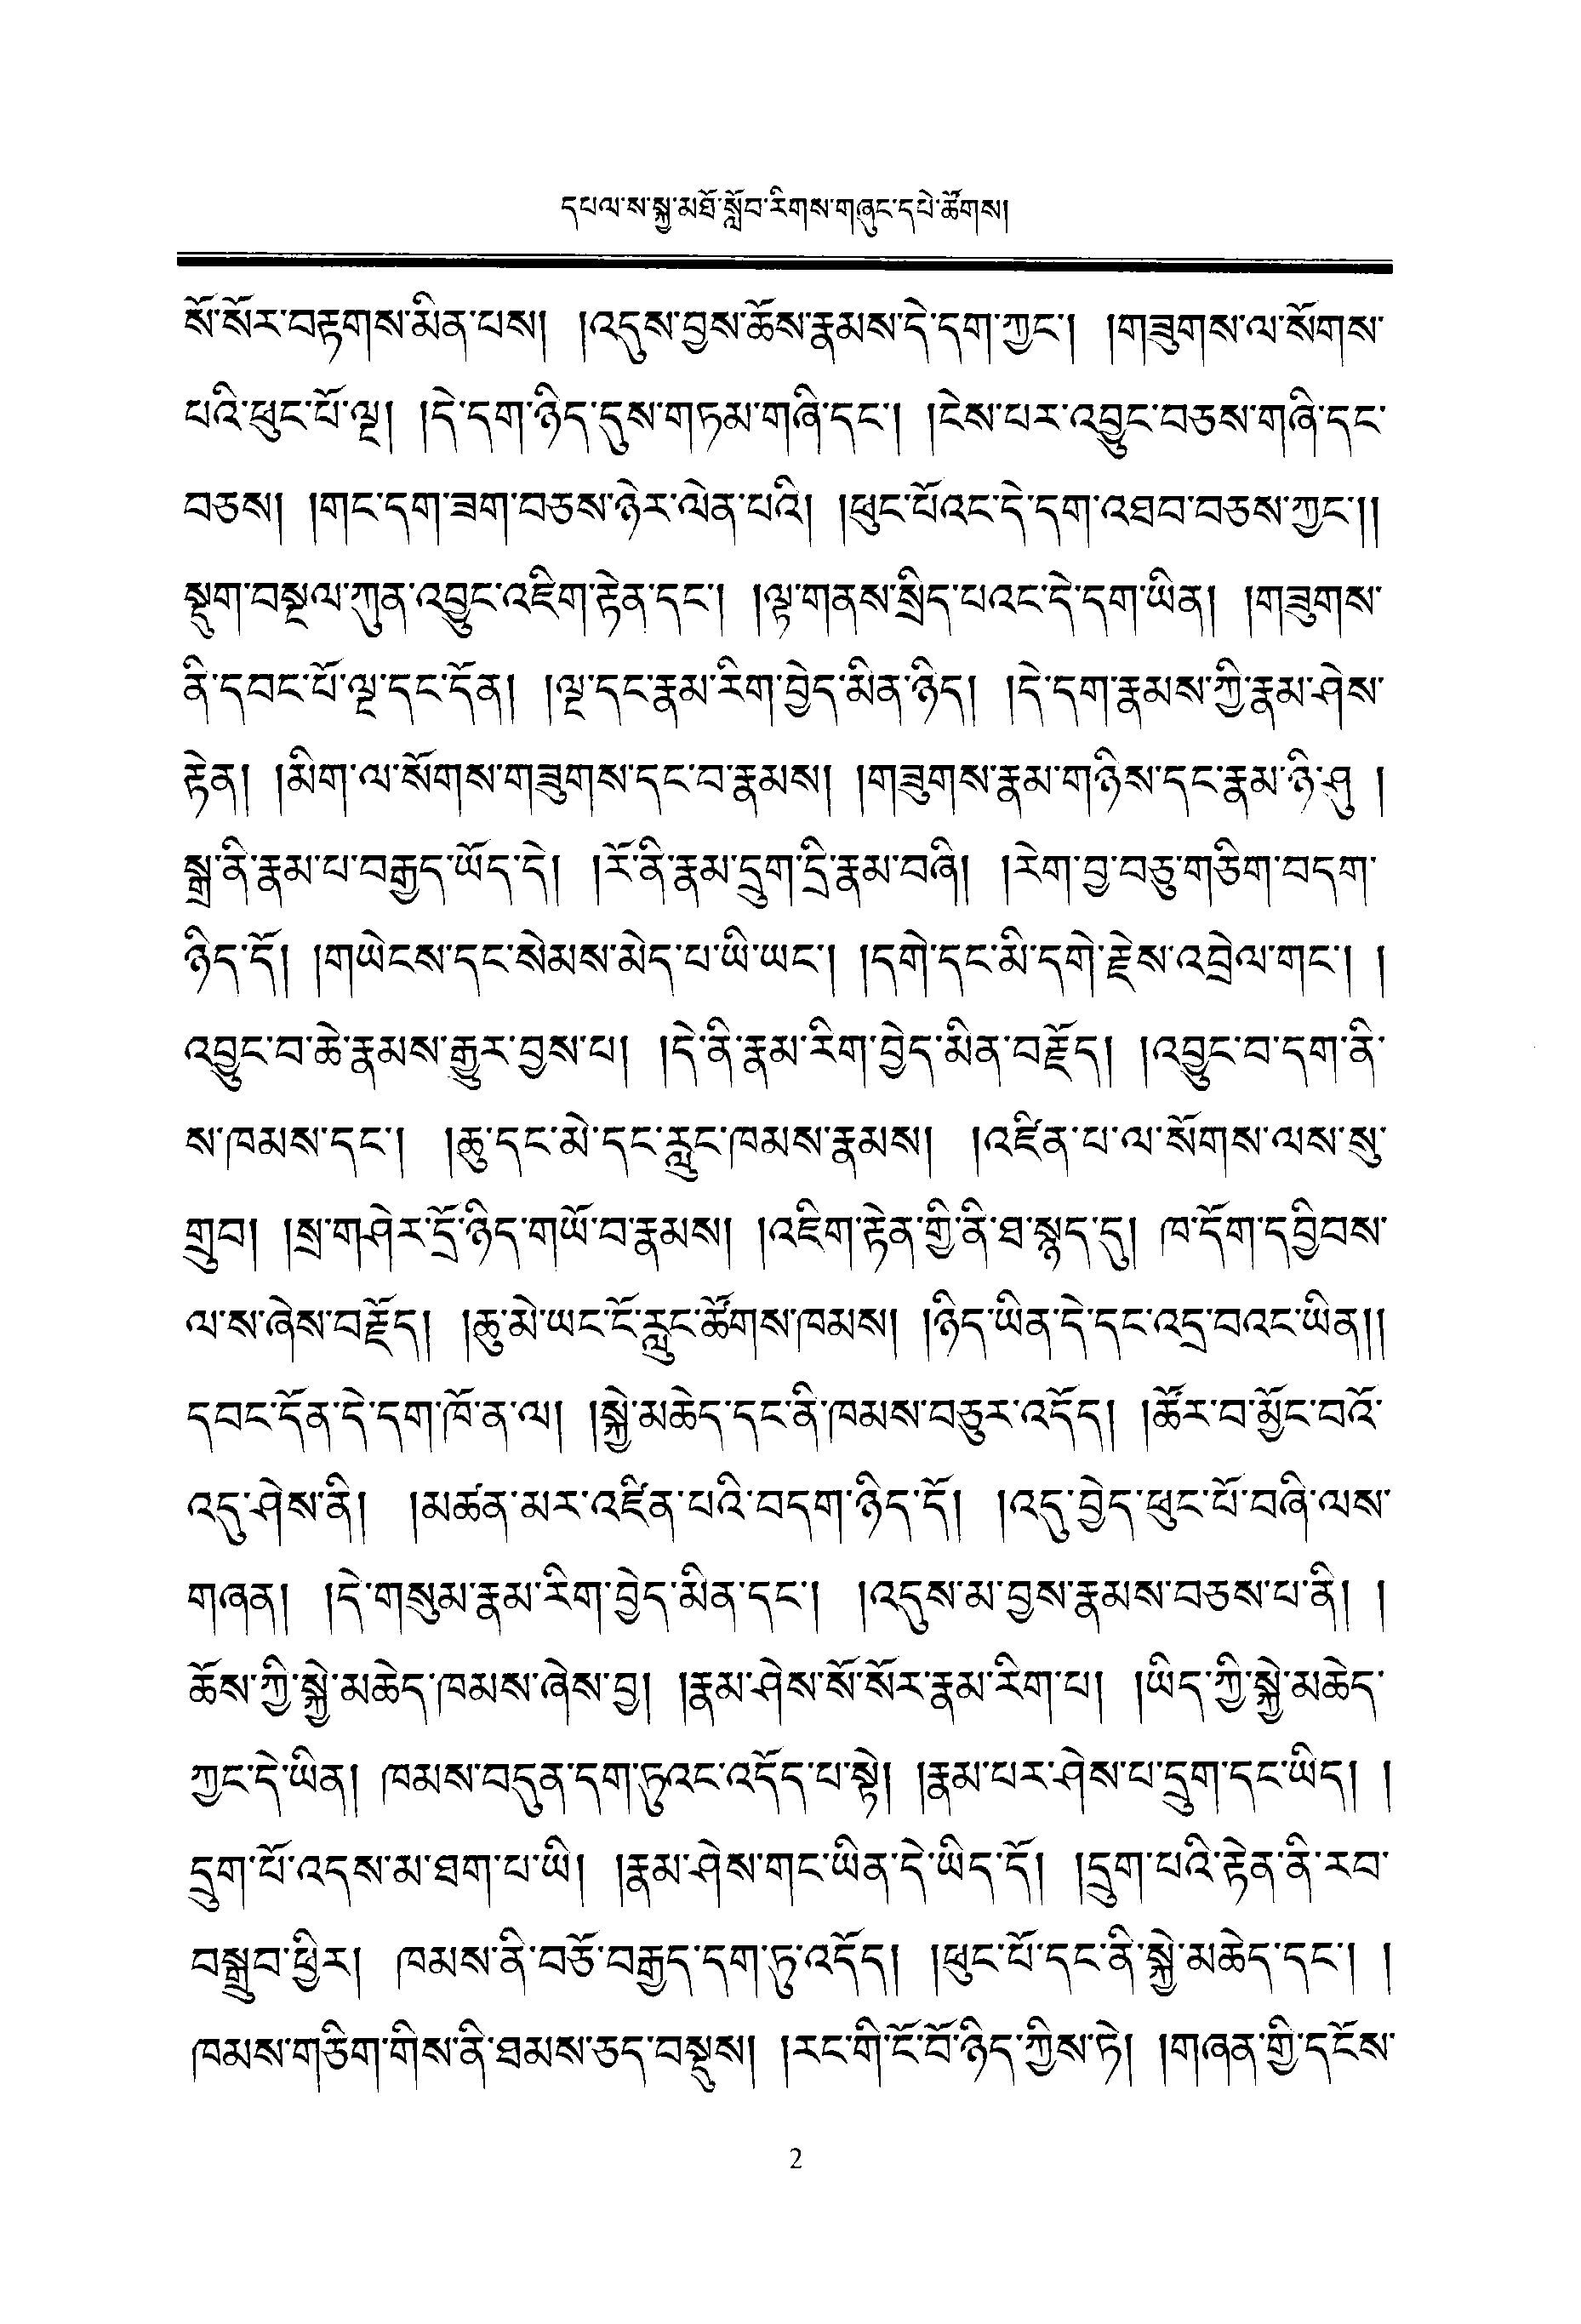 དཔལ་ས་སྐྱ་མཐོ་སློབ་རིགས་གཞུང་དཔེ་ཚོགས།
སོ་སོར་བརྟགས་མིན་པས། །འདུས་བྱས་ཆོས་རྣམས་དེ་དག་ཀྱང་། །གཟུགས་ལ་སོགས་
པའི་ཕུང་པོ་ལྔ། །དེ་དག་ཉིད་དུས་གཏམ་གཞི་དང་། །ངེས་པར་འབྱུང་བཅས་གཞི་དང་
བཅས། །གང་དག་ཟག་བཅས་ཉེར་ལེན་པའི། །ཕུང་པོའང་དེ་དག་འཐབ་བཅས་ཀྱང་།།
སྡུག་བསྔལ་ཀུན་འབྱུང་འཇིག་རྟེན་དང་། །ལྟ་གནས་སྲིད་པའང་དེ་དག་ཡིན། །གཟུགས་
ནི་དབང་པོ་ལྔ་དང་དོན། །ལྔ་དང་རྣམ་རིག་བྱེད་མིན་ཉིད། །དེ་དག་རྣམས་ཀྱི་རྣམ་ཤེས་
རྟེན། །མིག་ལ་སོགས་གཟུགས་དང་བ་རྣམས། །གཟུགས་རྣམ་གཉིས་དང་རྣམ་ཉི་ཤུ །
སྒྲ་ནི་རྣམ་པ་བརྒྱད་ཡོད་དེ། །རོ་ནི་རྣམ་དྲུག་དྲི་རྣམ་བཞི། །རེག་བྱ་བཅུ་གཅིག་བདག་
ཉིད་དོ། །གཡེངས་དང་སེམས་མེད་པ་ཡི་ཡང་། །དགེ་དང་མི་དགེ་རྗེས་འབྲེལ་གང་། །
འབྱུང་བ་ཆེ་རྣམས་རྒྱུར་བྱས་པ། །དེ་ནི་རྣམ་རིག་བྱེད་མིན་བརྗོད། །འབྱུང་བ་དག་ནི་
ས་ཁམས་དང་། །ཆུ་དང་མེ་དང་རླུང་ཁམས་རྣམས། །འཛིན་པ་ལ་སོགས་ལས་སུ་
གྲུབ། །སྲ་གཤེར་དྲོ་ཉིད་གཡོ་བ་རྣམས། །འཇིག་རྟེན་གྱི་ནི་ཐ་སྙད་དུ། ཁ་དོག་དབྱིབས་
ལ་ས་ཞེས་བརྗོད། །ཆུ་མེ་ཡང་ངོ་རླུང་ཚོགས་ཁམས། །ཉིད་ཡིན་དེ་དང་འདྲ་བའང་ཡིན།།
དབང་དོན་དེ་དག་ཁོ་ན་ལ། །སྐྱེ་མཆེད་དང་ནི་ཁམས་བཅུར་འདོད། །ཚོར་བ་མྱོང་བའོ་
འདུ་ཤེས་ནི། །མཚན་མར་འཛིན་པའི་བདག་ཉིད་དོ། །འདུ་བྱེད་ཕུང་པོ་བཞི་ལས་
གཞན། །དེ་གསུམ་རྣམ་རིག་བྱེད་མིན་དང་། །འདུས་མ་བྱས་རྣམས་བཅས་པ་ནི། །
ཆོས་ཀྱི་སྐྱེ་མཆེད་ཁམས་ཞེས་བྱ། །རྣམ་ཤེས་སོ་སོར་རྣམ་རིག་པ། །ཡིད་ཀྱི་སྐྱེ་མཆེད་
ཀྱང་དེ་ཡིན། ཁམས་བདུན་དག་ཏུའང་འདོད་པ་སྟེ། །རྣམ་པར་ཤེས་པ་དྲུག་དང་ཡིད། །
དྲུག་པོ་འདས་མ་ཐག་པ་ཡི། །རྣམ་ཤེས་གང་ཡིན་དེ་ཡིད་དོ། །དྲུག་པའི་རྟེན་ནི་རབ་
བསྒྲུབ་ཕྱིར། ཁམས་ནི་བཅོ་བརྒྱད་དག་ཏུ་འདོད། །ཕུང་པོ་དང་ནི་སྐྱེ་མཆེད་དང་། །
ཁམས་གཅིག་གིས་ནི་ཐམས་ཅད་བསྡུས། །རང་གི་ངོ་བོ་ཉིད་ཀྱིས་ཏེ། །གཞན་གྱི་དངོས་
2